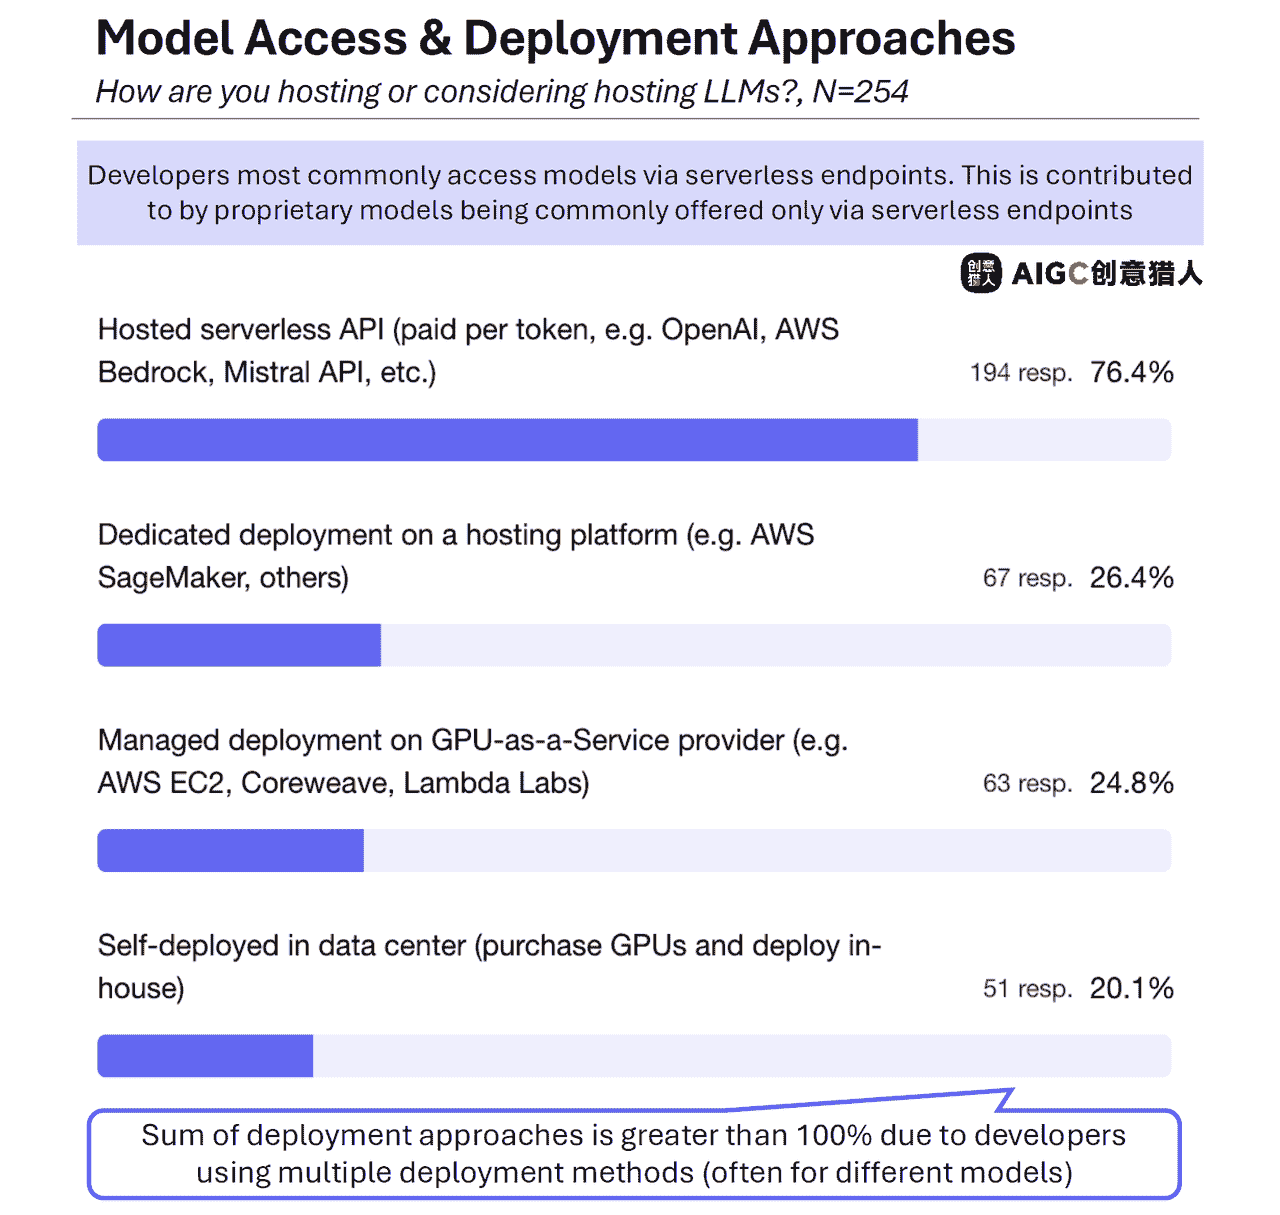 Model Access & Deployment Approaches
How are you hosting or considering hosting LLMs?, N=254
Developers most commonly access models via serverless endpoints. This is contributed
to by proprietary models being commonly offered only via serverless endpoints
创意
猎人
AIGC创意猎人
Hosted serverless API (paid per token, e.g. OpenAI, AWS
Bedrock, Mistral API, etc.)
194 resp. 76.4%
Dedicated deployment on a hosting platform (e.g. AWS
SageMaker, others)
67 resp. 26.4%
Managed deployment on GPU-as-a-Service provider (e.g.
AWS EC2, Coreweave, Lambda Labs)
63 resp. 24.8%
Self-deployed in data center (purchase GPUs and deploy in-
house)
51 resp. 20.1%
Sum of deployment approaches is greater than 100% due to developers
using multiple deployment methods (often for different models)